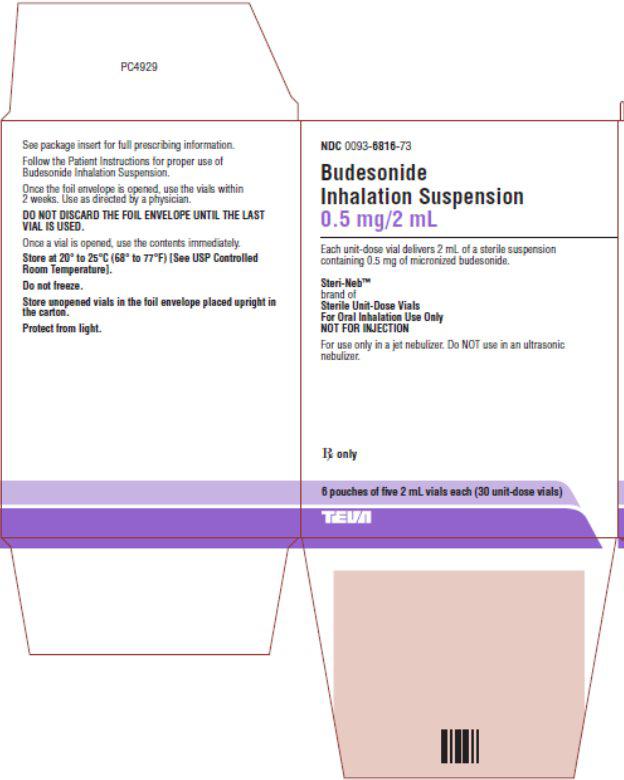 PC4929
See package insert for full prescribing information.
Follow the Patient Instructions for proper use of
Budesonide Inhalation Suspension.
Once the foil envelope is opened, use the vials within
2 weeks. Use as directed by a physician.
DO NOT DISCARD THE FOIL ENVELOPE UNTIL THE LAST
VIAL IS USED.
Once a vial is opened, use the contents immediately.
Store at 20° to 25°C (68° to 77°F) [See USP Controlled
Room Temperature].
Do not freeze.
Store unopened vials in the foil envelope placed upright in
the carton.
Protect from light.
NDC 0093-6816-73
Budesonide
Inhalation Suspension
0.5 mg/2 mL
Each unit-dose vial delivers 2 mL of a sterile suspension
containing 0.5 mg of micronized budesonide.
Steri-Neb™
brand of
Sterile Unit-Dose Vials
For Oral Inhalation Use Only
NOT FOR INJECTION
For use only in a jet nebulizer. Do NOT use in an ultrasonic
nebulizer.
℞ only
6 pouches of five 2 mL vials each (30 unit-dose vials)
TEVA